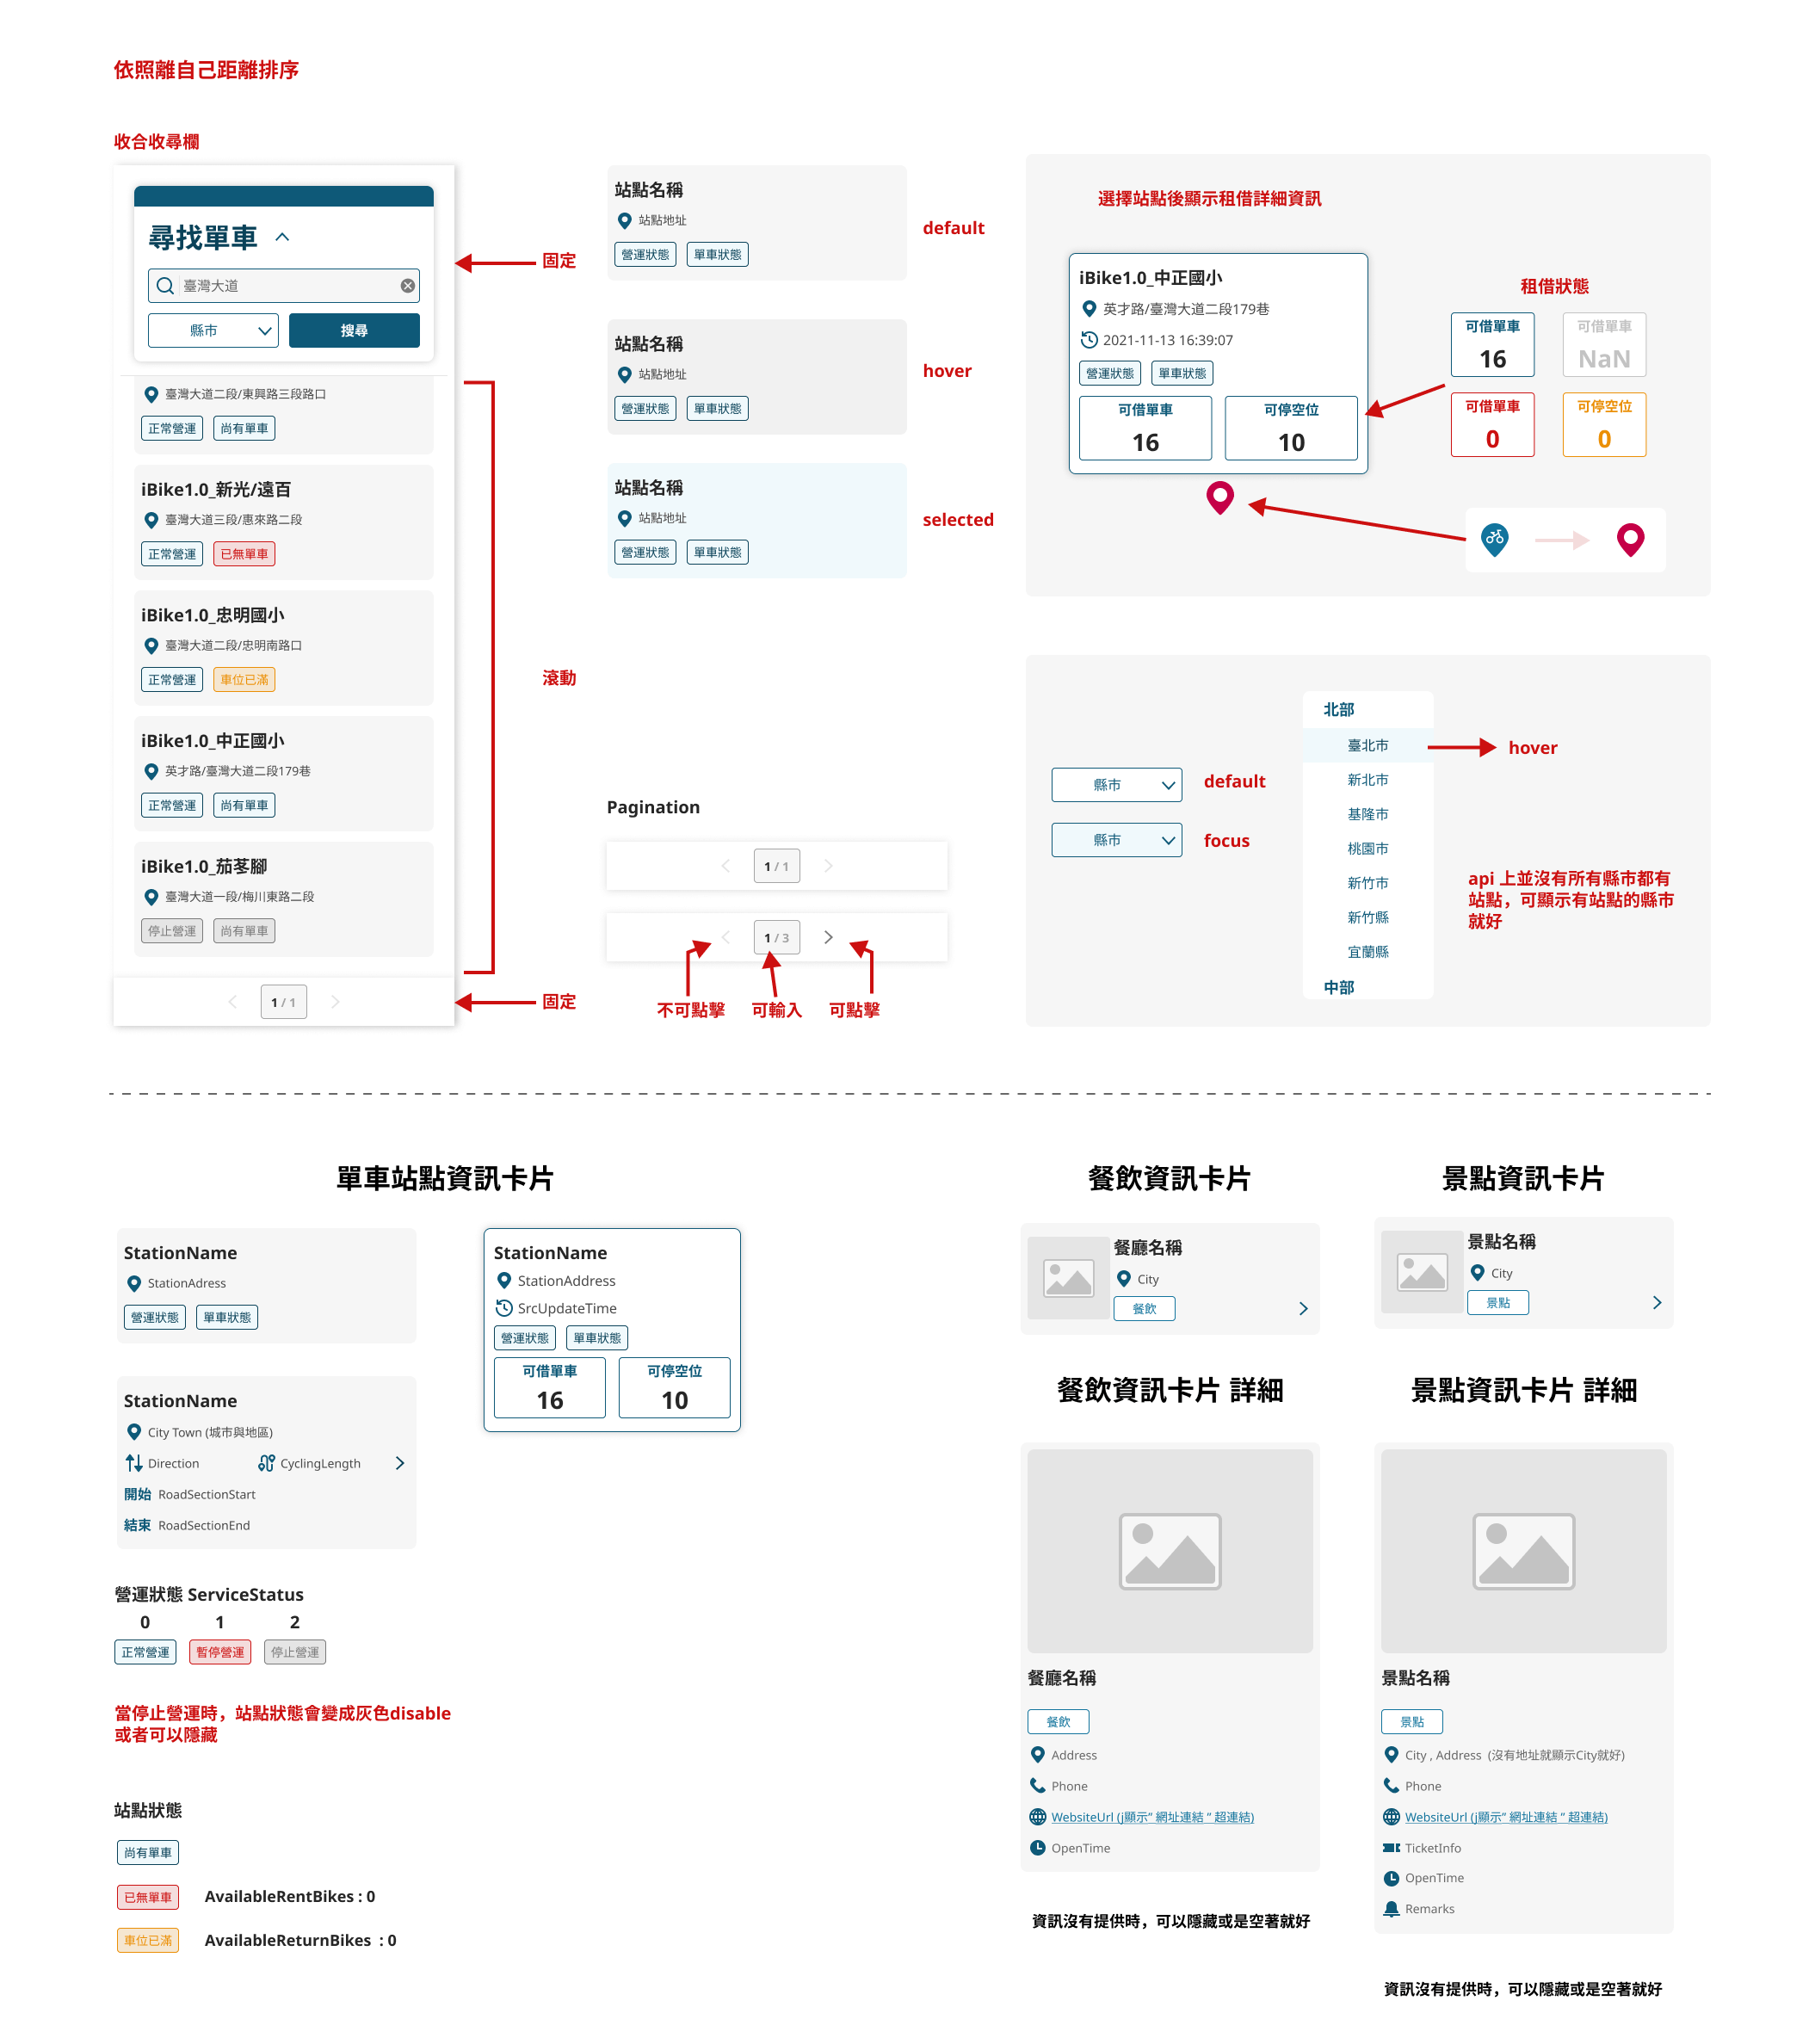 依照離自己距離排序
收合收尋欄
尋找單車
臺灣大道
縣市
搜尋
臺灣大道二段/東興路三段路口
正常營運 尚有單車
iBike1.0_新光/遠百
臺灣大道三段/惠來路二段
正常營運 已無單車
iBike1.0_忠明國小
臺灣大道二段/忠明南路口
正常營運 車位已滿
iBike1.0_中正國小
英才路/臺灣大道二段179巷
正常營運 尚有單車
iBike1.0_茄苳腳
臺灣大道一段/梅川東路二段
停止營運 尚有單車
1 / 1
固定
滾動
固定
站點名稱
站點地址
營運狀態 單車狀態
default
站點名稱
站點地址
營運狀態 單車狀態
hover
站點名稱
站點地址
營運狀態 單車狀態
selected
Pagination
1 / 1
1 / 3
不可點擊 可輸入 可點擊
選擇站點後顯示租借詳細資訊
iBike1.0_中正國小
英才路/臺灣大道二段179巷
2021-11-13 16:39:07
營運狀態 單車狀態
可借單車 可停空位
16 10
租借狀態
可借單車 可借單車
16 NaN
可借單車 可停空位
0 0
縣市
default
縣市
focus
北部
臺北市
新北市
基隆市
桃園市
新竹市
新竹縣
宜蘭縣
中部
hover
api 上並沒有所有縣市都有
站點，可顯示有站點的縣市
就好
單車站點資訊卡片
StationName
StationAdress
營運狀態 單車狀態
StationName
StationAddress
SrcUpdateTime
營運狀態 單車狀態
可借單車 可停空位
16 10
StationName
City Town (城市與地區)
Direction CyclingLength
開始 RoadSectionStart
結束 RoadSectionEnd
營運狀態 ServiceStatus
0 1 2
正常營運 暫停營運 停止營運
當停止營運時，站點狀態會變成灰色disable
或者可以隱藏
站點狀態
尚有單車
已無單車 AvailableRentBikes : 0
車位已滿 AvailableReturnBikes : 0
餐飲資訊卡片
餐廳名稱
City
餐飲
餐飲資訊卡片 詳細
餐廳名稱
餐飲
Address
Phone
WebsiteUrl (j顯示” 網址連結 ” 超連結)
OpenTime
資訊沒有提供時，可以隱藏或是空著就好
景點資訊卡片
景點名稱
City
景點
景點資訊卡片 詳細
景點名稱
景點
City , Address (沒有地址就顯示City就好)
Phone
WebsiteUrl (j顯示” 網址連結 ” 超連結)
TicketInfo
OpenTime
Remarks
資訊沒有提供時，可以隱藏或是空著就好